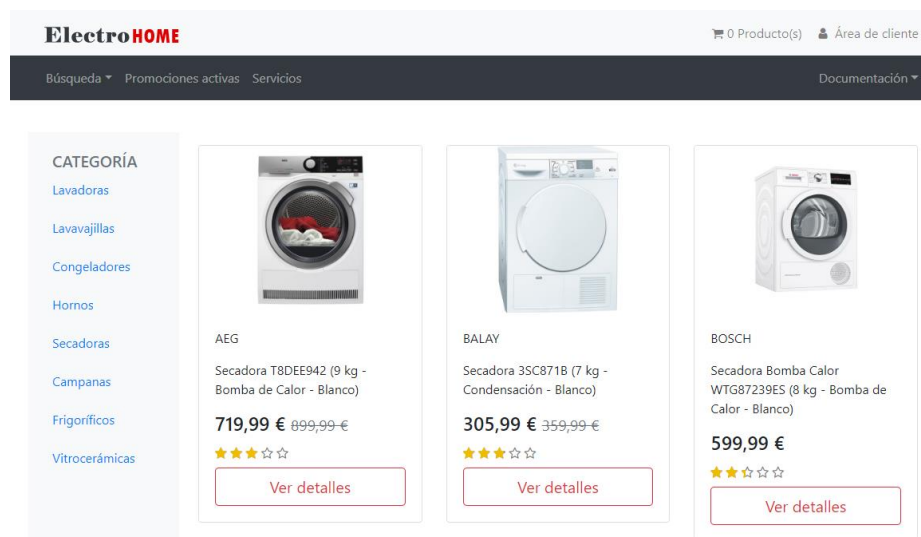 ElectroHOME
0 Producto(s) Área de cliente
Búsqueda Promociones activas Servicios Documentación
CATEGORÍA
Lavadoras
Lavavajillas
Congeladores
Hornos
Secadoras
Campanas
Frigoríficos
Vitrocerámicas
AEG
Secadora T8DEE942 (9 kg -
Bomba de Calor - Blanco)
719,99 € 899,99 €
Ver detalles
BALAY
Secadora 3SC871B (7 kg -
Condensación - Blanco)
305,99 € 359,99 €
Ver detalles
BOSCH
Secadora Bomba Calor
WTG87239ES (8 kg - Bomba de
Calor - Blanco)
599,99 €
Ver detalles